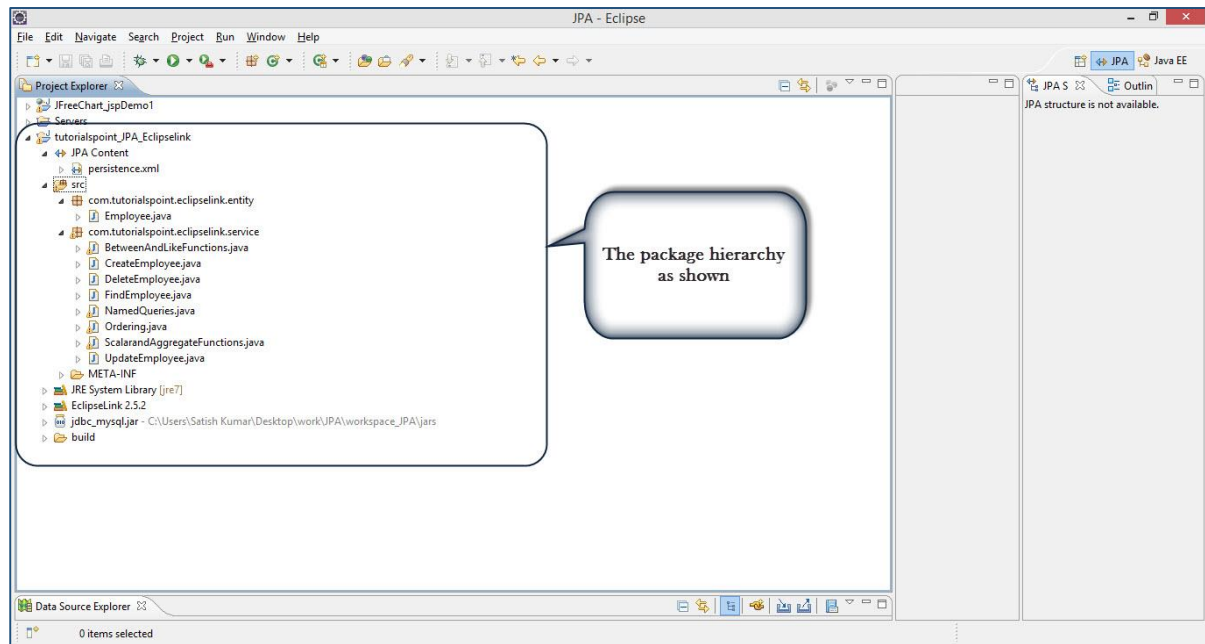 JPA - Eclipse
File Edit Navigate Search Project Run Window Help
JPA
Java EE
Project Explorer
JPA S
Outlin
JFreeChart_jspDemo1
JPA structure is not available.
Servers
tutorialspoint_JPA_Eclipselink
JPA Content
persistence.xml
src
com.tutorialspoint.eclipselink.entity
Employee.java
com.tutorialspoint.eclipselink.service
BetweenAndLikeFunctions.java
CreateEmployee.java
DeleteEmployee.java
FindEmployee.java
NamedQueries.java
Ordering.java
ScalarandAggregateFunctions.java
UpdateEmployee.java
META-INF
JRE System Library [jre7]
EclipseLink 2.5.2
jdbc_mysql.jar - C:\Users\Satish Kumar\Desktop\work\JPA\workspace_JPA\jars
build
The package hierarchy
as shown
Data Source Explorer
0 items selected